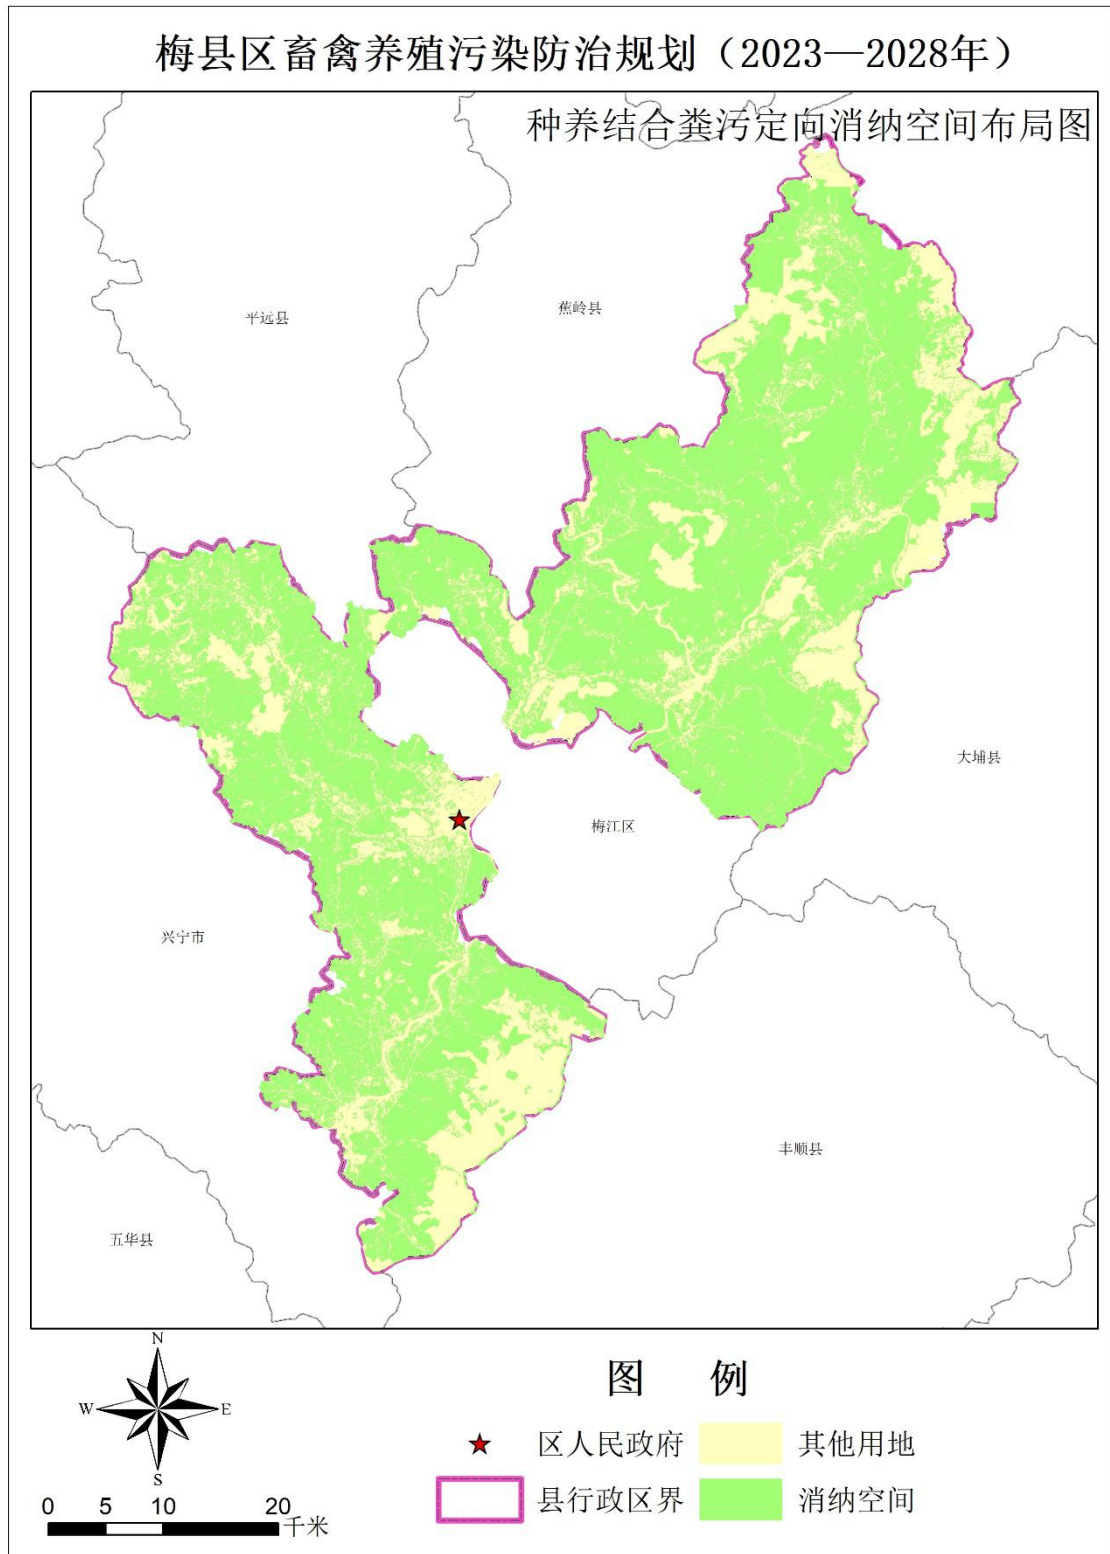 梅县区畜禽养殖污染防治规划（2023—2028年）
种养结合粪污定向消纳空间布局图
平远县
蕉岭县
大埔县
梅江区
兴宁市
丰顺县
五华县
N
W
E
S
0 5 10 20
千米
图 例
区人民政府
其他用地
县行政区界
消纳空间